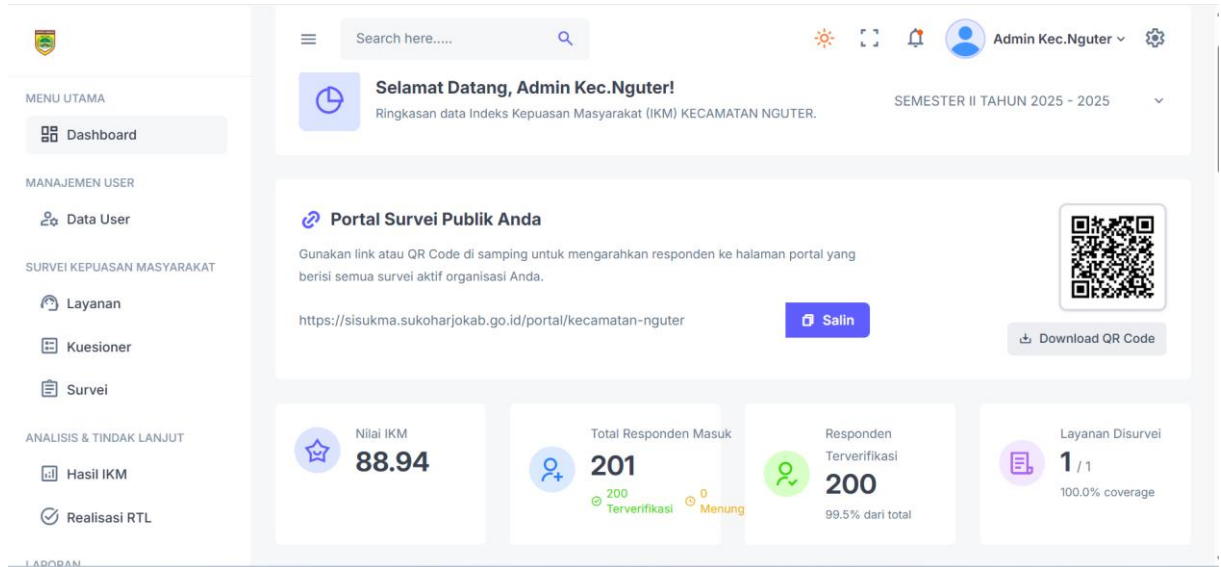 Search here.....
Admin Kec.Nguter
MENU UTAMA
Dashboard
MANAJEMEN USER
Data User
SURVEI KEPUASAN MASYARAKAT
Layanan
Kuesioner
Survei
ANALISIS & TINDAK LANJUT
Hasil IKM
Realisasi RTL
LAPORAN
Selamat Datang, Admin Kec.Nguter!
Ringkasan data Indeks Kepuasan Masyarakat (IKM) KECAMATAN NGUTER.
SEMESTER II TAHUN 2025 - 2025
Portal Survei Publik Anda
Gunakan link atau QR Code di samping untuk mengarahkan responden ke halaman portal yang
berisi semua survei aktif organisasi Anda.
https://sisukma.sukoharjokab.go.id/portal/kecamatan-nguter
Salin
Download QR Code
Nilai IKM
88.94
Total Responden Masuk
201
200
Terverifikasi
0
Menung
Responden
Terverifikasi
200
99.5% dari total
Layanan Disurvei
1 / 1
100.0% coverage